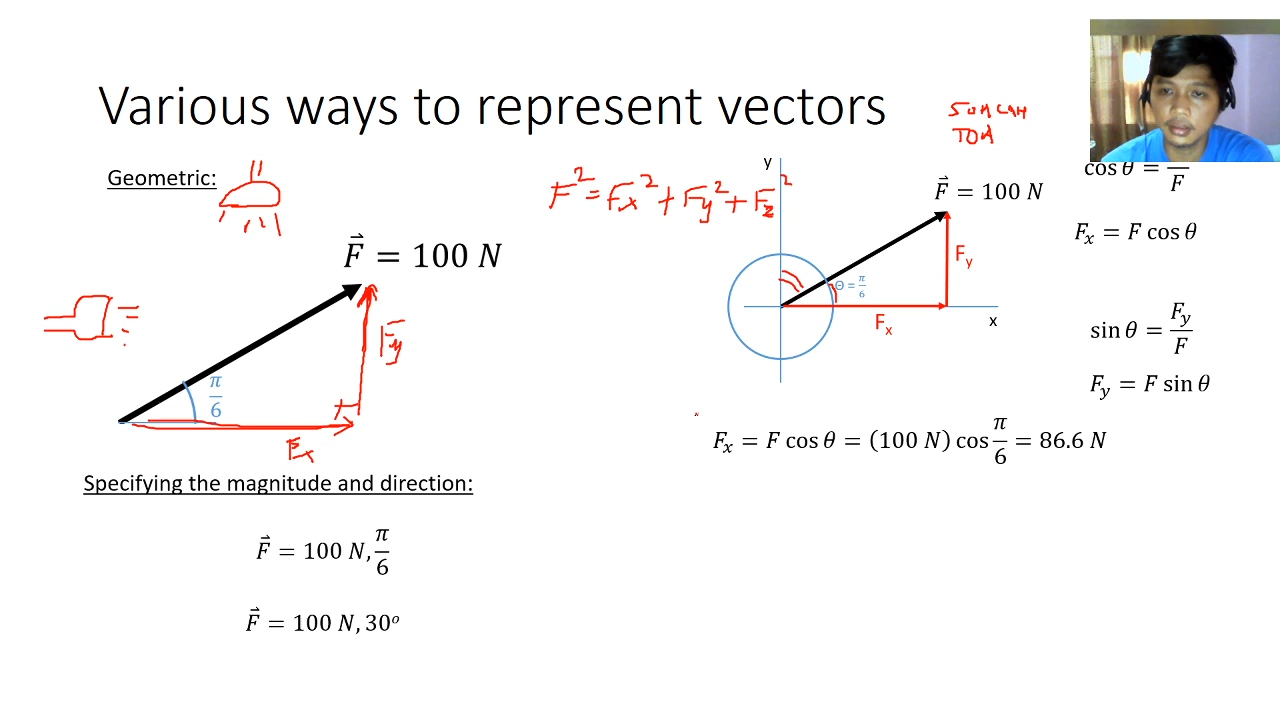 Various ways to represent vectors
SOH CAH
TOA
Geometric:
F² = Fx² + Fy² + Fz²
y
F⃗ = 100 N
Fy
Θ = π/6
Fx
x
cos θ = /F
Fₓ = F cos θ
sin θ = F_y/F
F_y = F sin θ
F⃗ = 100 N
π/6
Fy
Fx
Fₓ = F cos θ = (100 N) cos π/6 = 86.6 N
Specifying the magnitude and direction:
F⃗ = 100 N, π/6
F⃗ = 100 N, 30°